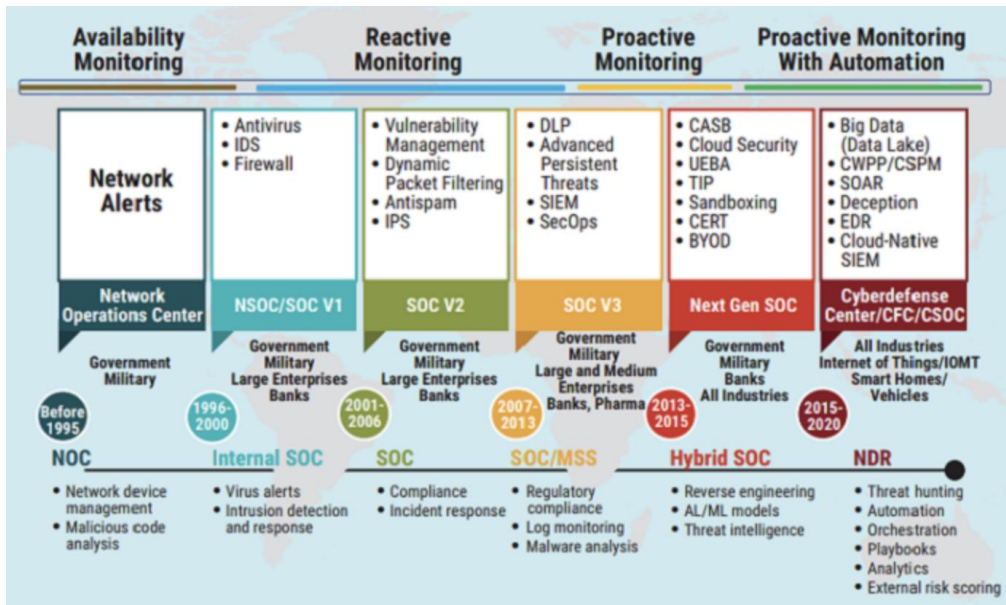 Availability
Monitoring
Reactive
Monitoring
Proactive
Monitoring
Proactive Monitoring
With Automation
Network
Alerts
• Antivirus
• IDS
• Firewall
• Vulnerability
Management
• Dynamic
Packet Filtering
• Antispam
• IPS
• DLP
• Advanced
Persistent
Threats
• SIEM
• SecOps
• CASB
• Cloud Security
• UEBA
• TIP
• Sandboxing
• CERT
• BYOD
• Big Data
(Data Lake)
• CWPP/CSPM
• SOAR
• Deception
• EDR
• Cloud-Native
SIEM
Network
Operations Center
NSOC/SOC V1
SOC V2
SOC V3
Next Gen SOC
Cyberdefense
Center/CFC/CSOC
Government
Military
Government
Military
Large Enterprises
Banks
Government
Military
Large Enterprises
Banks
Government
Military
Large and Medium
Enterprises
Banks, Pharma
Government
Military
Banks
All Industries
All Industries
Internet of Things/IOMT
Smart Homes/
Vehicles
Before
1995
1996-
2000
2001-
2006
2007-
2013
2013-
2015
2015-
2020
NOC
Internal SOC
SOC
SOC/MSS
Hybrid SOC
NDR
• Network device
management
• Malicious code
analysis
• Virus alerts
• Intrusion detection
and response
• Compliance
• Incident response
• Regulatory
compliance
• Log monitoring
• Malware analysis
• Reverse engineering
• AL/ML models
• Threat intelligence
• Threat hunting
• Automation
• Orchestration
• Playbooks
• Analytics
• External risk scoring